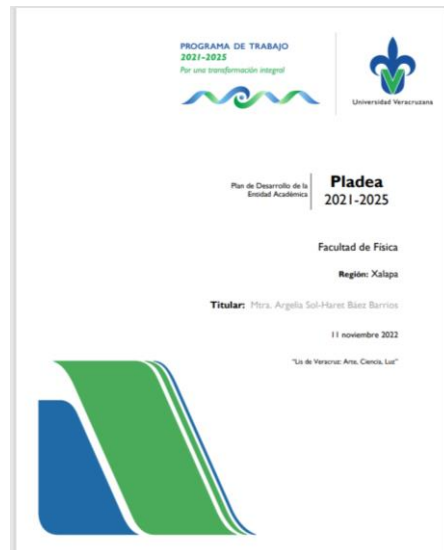 PROGRAMA DE TRABAJO
2021-2025
Por una transformación integral
Universidad Veracruzana
Plan de Desarrollo de la
Entidad Académica
Pladea
2021-2025
Facultad de Física
Región: Xalapa
Titular: Mtra. Argelia Sol-Haret Báez Barrios
11 noviembre 2022
"Lis de Veracruz: Arte, Ciencia, Luz"